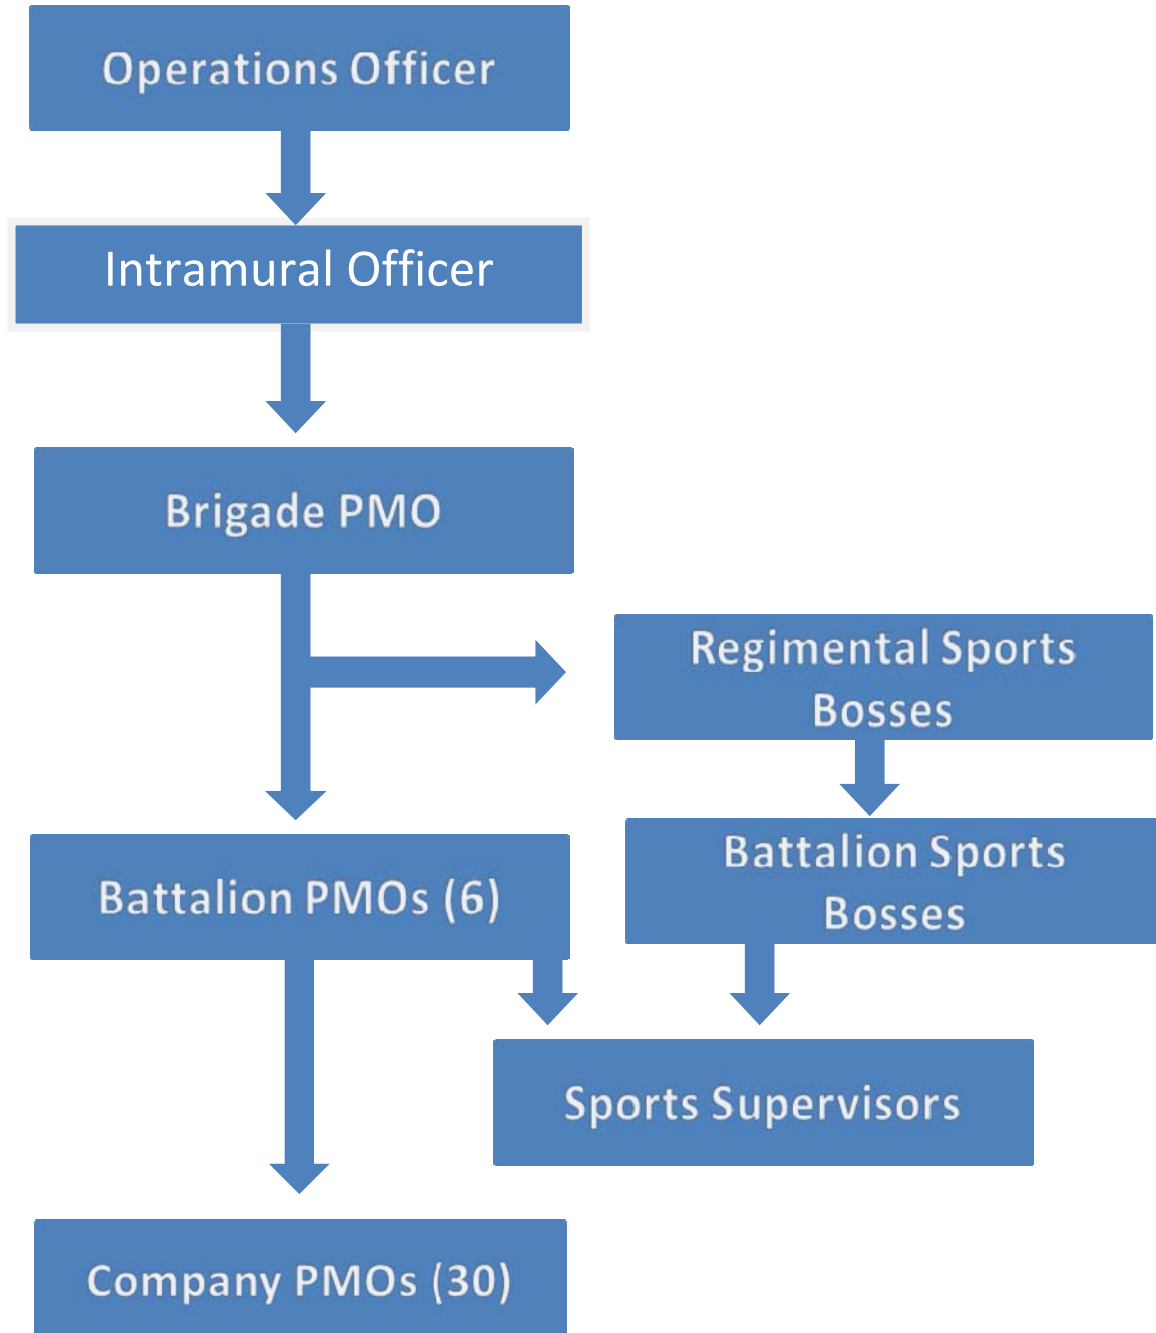 Operations Officer
Intramural Officer
Brigade PMO
Regimental Sports
Bosses
Battalion Sports
Bosses
Battalion PMOs (6)
Sports Supervisors
Company PMOs (30)